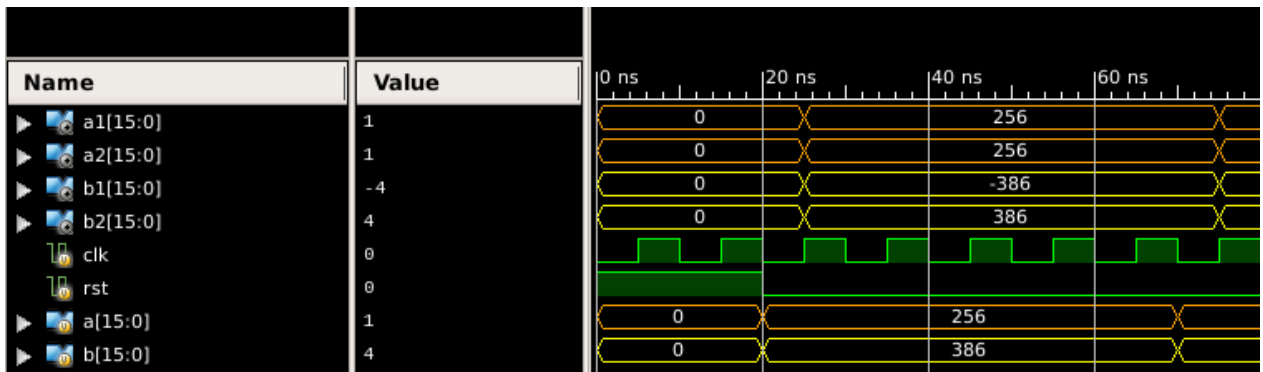 Name Value 0 ns 20 ns 40 ns 60 ns
a1[15:0] 1 0 256
a2[15:0] 1 0 256
b1[15:0] -4 0 -386
b2[15:0] 4 0 386
clk 0
rst 0
a[15:0] 1 0 256
b[15:0] 4 0 386